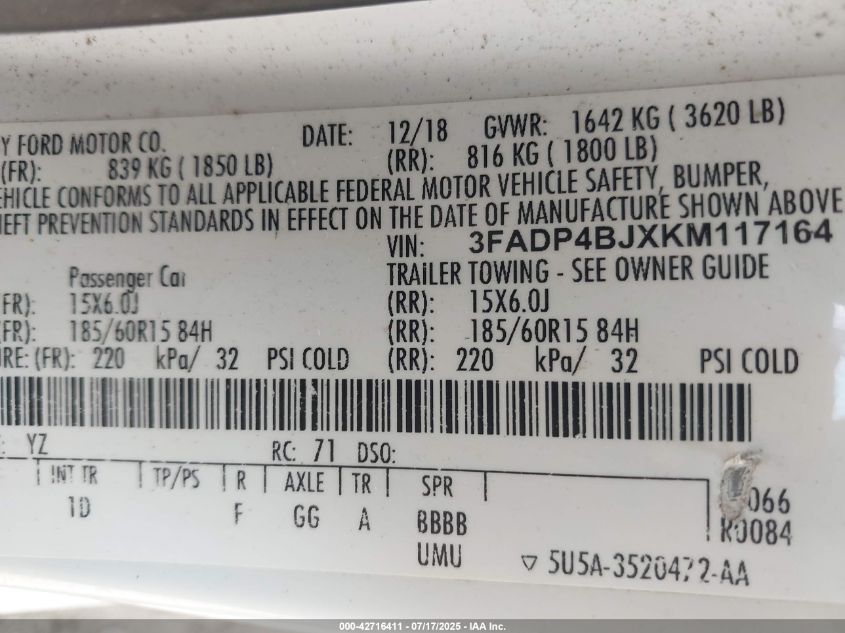 Y FORD MOTOR CO. DATE: 12/18 GVWR: 1642 KG ( 3620 LB)
(FR): 839 KG ( 1850 LB) (RR): 816 KG ( 1800 LB)
EHICLE CONFORMS TO ALL APPLICABLE FEDERAL MOTOR VEHICLE SAFETY, BUMPER,
HEFT PREVENTION STANDARDS IN EFFECT ON THE DATE OF MANUFACTURE SHOWN ABOVE
VIN: 3FADP4BJXKM117164
Passenger Car TRAILER TOWING - SEE OWNER GUIDE
FR): 15X6.0J (RR): 15X6.0J
FR): 185/60R15 84H (RR): 185/60R15 84H
URE: (FR): 220 kPa/ 32 PSI COLD (RR): 220 kPa/ 32 PSI COLD
: YZ RC: 71 DSO:
INT TR TP/PS R AXLE TR SPR
1D F GG A BBBB 066
UMU R0084
▽ 5U5A-3520472-AA
000-42716411 - 07/17/2025 - IAA Inc.